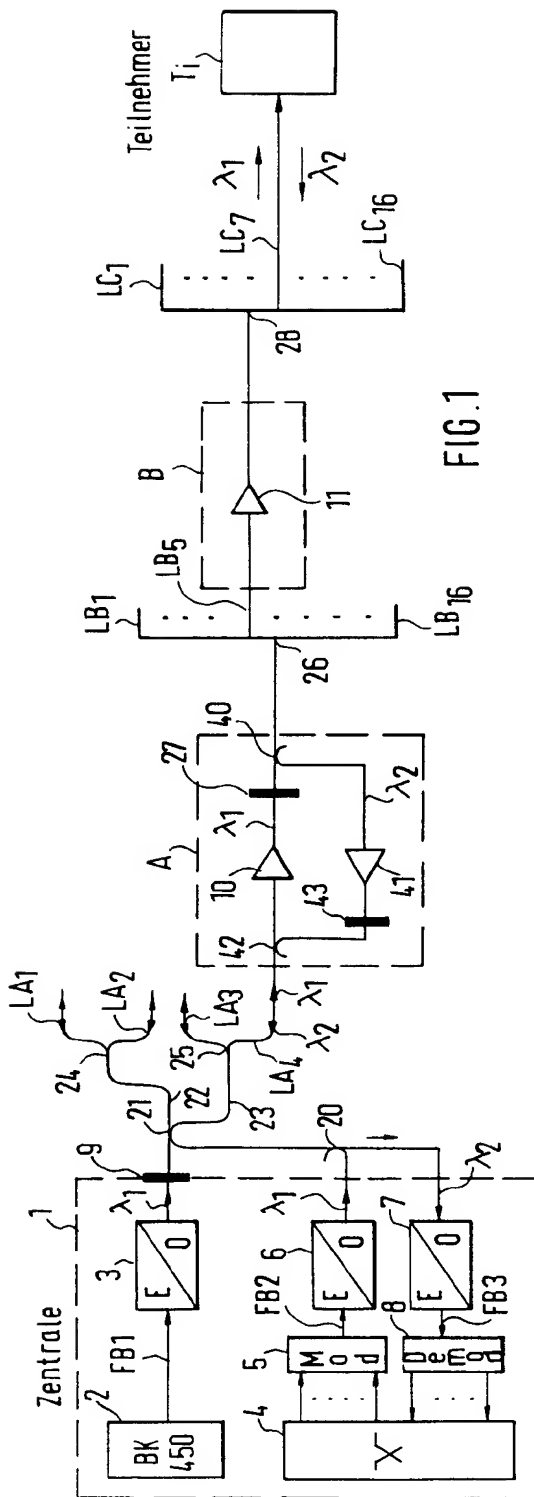 Zentrale
1
2
BK
450
FB1
3
E
O
λ1
9
4
5
Mod
FB2
6
E
O
λ1
20
8
Demod
FB3
7
E
O
λ2
21
22
23
24
25
LA1
LA2
LA3
LA4
λ1
λ2
A
42
10
λ1
27
40
λ2
41
43
26
LB1
LB5
LB16
B
11
28
LC1
LC7
LC16
λ1
λ2
Teilnehmer
Ti
FIG.1